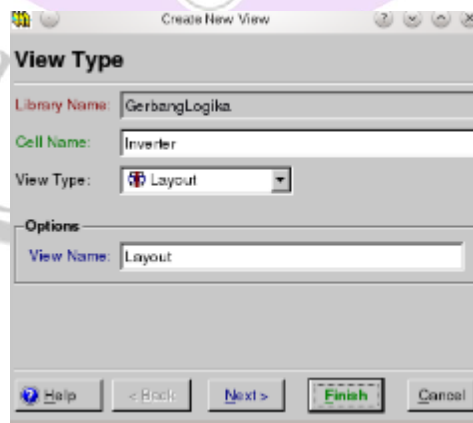 Create New View
View Type
Library Name: GerbangLogika
Cell Name: Inverter
View Type: Layout
Options
View Name: Layout
Help < Back Next > Finish Cancel